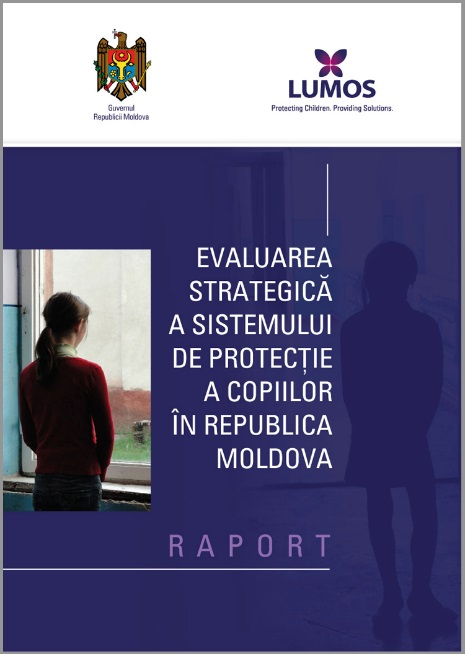 Guvernul
Republicii Moldova
LUMOS
Protecting Children. Providing Solutions.
EVALUAREA
STRATEGICĂ
A SISTEMULUI
DE PROTECȚIE
A COPIILOR
ÎN REPUBLICA
MOLDOVA
RAPORT